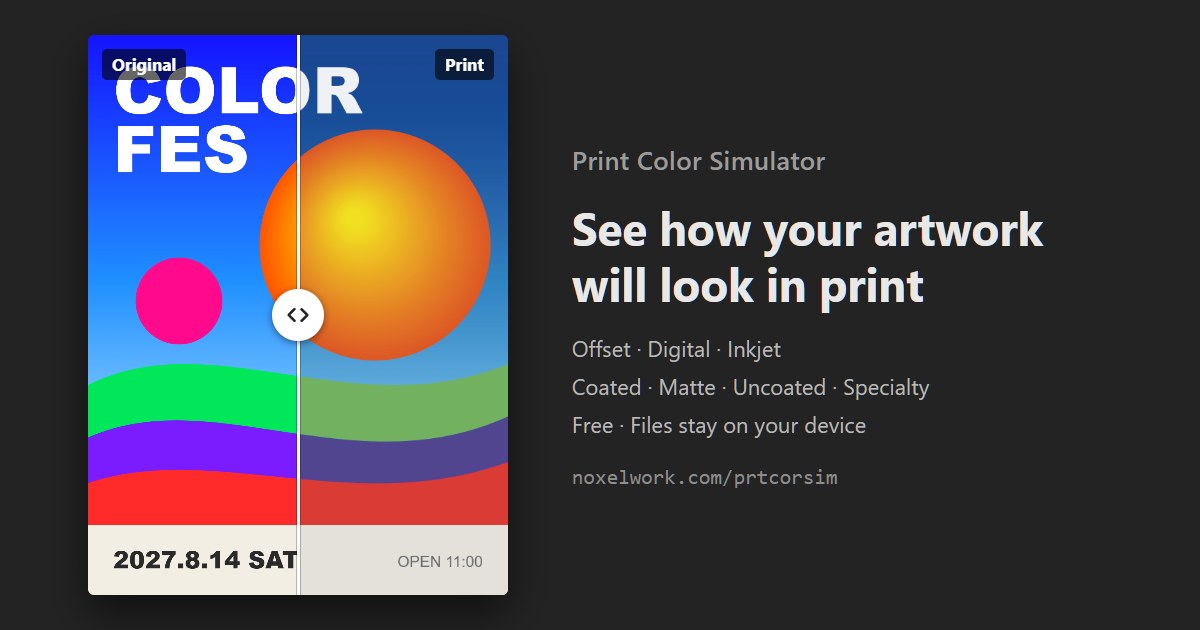 Original
Print
COLOR
FES
2027.8.14 SAT
OPEN 11:00
Print Color Simulator
See how your artwork
will look in print
Offset · Digital · Inkjet
Coated · Matte · Uncoated · Specialty
Free · Files stay on your device
noxelwork.com/prtcorsim